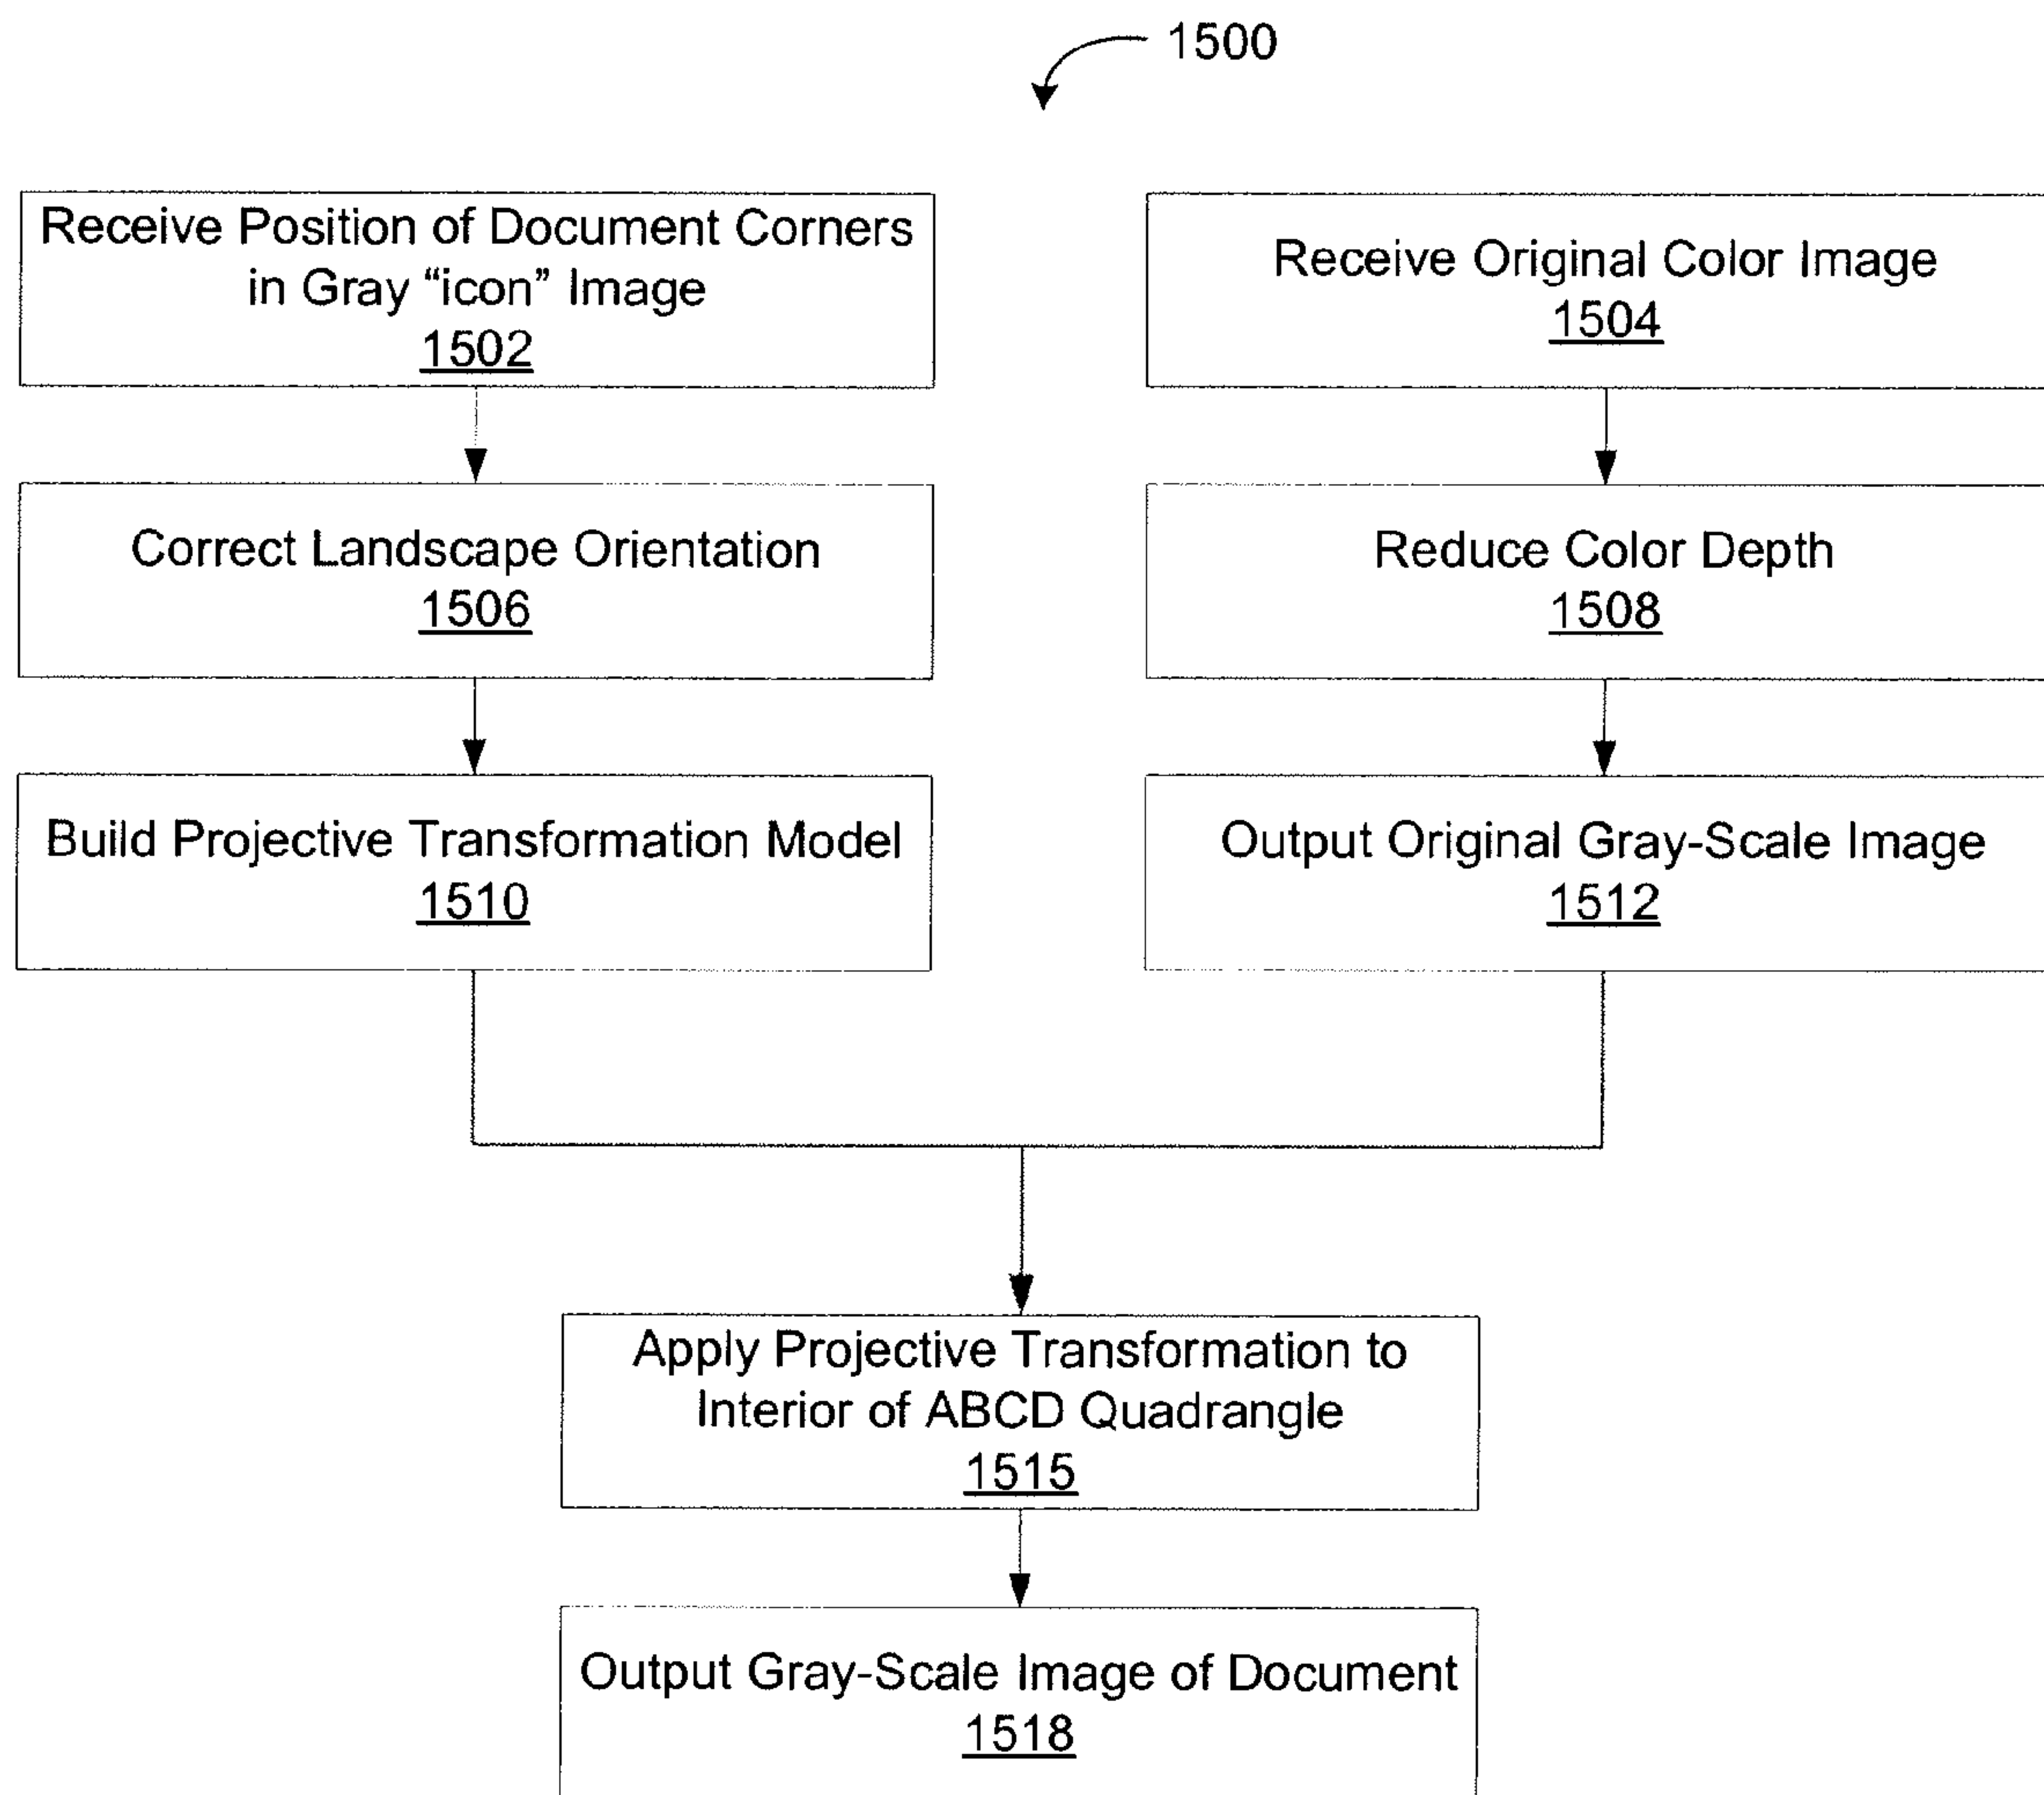 1500
Receive Position of Document Corners
in Gray “icon” Image
1502
Receive Original Color Image
1504
Correct Landscape Orientation
1506
Reduce Color Depth
1508
Build Projective Transformation Model
1510
Output Original Gray-Scale Image
1512
Apply Projective Transformation to
Interior of ABCD Quadrangle
1515
Output Gray-Scale Image of Document
1518